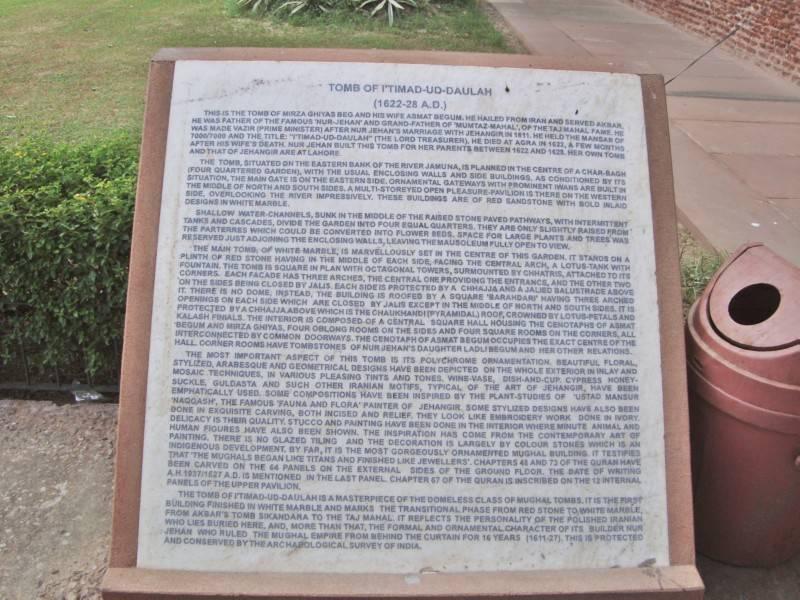 TOMB OF I'TIMAD-UD-DAULAH
(1622-28 A.D.)
THIS IS THE TOMB OF MIRZA GHIYAS BEG AND HIS WIFE ASMAT BEGUM. HE HAILED FROM IRAN AND SERVED AKBAR.
HE WAS FATHER OF THE FAMOUS 'NUR-JEHAN' AND GRAND-FATHER OF 'MUMTAZ-MAHAL', OF THE TAJ MAHAL FAME. HE
WAS MADE VAZIR (PRIME MINISTER) AFTER NUR JEHAN'S MARRIAGE WITH JEHANGIR IN 1611. HE HELD THE MANSAB OF
7000/7000 AND THE TITLE: "I'TIMAD-UD-DAULAH" (THE LORD TREASURER). HE DIED AT AGRA IN 1622, A FEW MONTHS
AFTER HIS WIFE'S DEATH. NUR JEHAN BUILT THIS TOMB FOR HER PARENTS BETWEEN 1622 AND 1628. HER OWN TOMB
AND THAT OF JEHANGIR ARE AT LAHORE.
THE TOMB, SITUATED ON THE EASTERN BANK OF THE RIVER JAMUNA, IS PLANNED IN THE CENTRE OF A CHAR-BAGH
(FOUR QUARTERED GARDEN), WITH THE USUAL ENCLOSING WALLS AND SIDE BUILDINGS. AS CONDITIONED BY ITS
SITUATION, THE MAIN GATE IS ON THE EASTERN SIDE. ORNAMENTAL GATEWAYS WITH PROMINENT IWANS ARE BUILT IN
THE MIDDLE OF NORTH AND SOUTH SIDES. A MULTI-STOREYED OPEN PLEASURE-PAVILION IS THERE ON THE WESTERN
SIDE, OVERLOOKING THE RIVER IMPRESSIVELY. THESE BUILDINGS ARE OF RED SANDSTONE WITH BOLD INLAID
DESIGNS IN WHITE MARBLE.
SHALLOW WATER-CHANNELS, SUNK IN THE MIDDLE OF THE RAISED STONE PAVED PATHWAYS, WITH INTERMITTENT
TANKS AND CASCADES, DIVIDE THE GARDEN INTO FOUR EQUAL QUARTERS. THEY ARE ONLY SLIGHTLY RAISED FROM
THE PARTERRES WHICH COULD BE CONVERTED INTO FLOWER BEDS. SPACE FOR LARGE PLANTS AND TREES WAS
RESERVED JUST ADJOINING THE ENCLOSING WALLS, LEAVING THE MAUSOLEUM FULLY OPEN TO VIEW.
THE MAIN TOMB, OF WHITE MARBLE, IS MARVELLOUSLY SET IN THE CENTRE OF THIS GARDEN. IT STANDS ON A
PLINTH OF RED STONE HAVING IN THE MIDDLE OF EACH SIDE, FACING THE CENTRAL ARCH, A LOTUS-TANK WITH
FOUNTAIN. THE TOMB IS SQUARE IN PLAN WITH OCTAGONAL TOWERS, SURMOUNTED BY CHHATRIS, ATTACHED TO ITS
CORNERS. EACH FACADE HAS THREE ARCHES, THE CENTRAL ONE PROVIDING THE ENTRANCE, AND THE OTHER TWO
ON THE SIDES BEING CLOSED BY JALIS. EACH SIDE IS PROTECTED BY A CHHAJJA AND A JALIED BALUSTRADE ABOVE
IT. THERE IS NO DOME, INSTEAD, THE BUILDING IS ROOFED BY A SQUARE 'BARAHDARI' HAVING THREE ARCHED
OPENINGS ON EACH SIDE WHICH ARE CLOSED BY JALIS EXCEPT IN THE MIDDLE OF NORTH AND SOUTH SIDES. IT IS
PROTECTED BY A CHHAJJA ABOVE WHICH IS THE CHAUKHANDI (PYRAMIDAL) ROOF, CROWNED BY LOTUS-PETALS AND
KALASH FINIALS. THE INTERIOR IS COMPOSED OF A CENTRAL SQUARE HALL HOUSING THE CENOTAPHS OF ASMAT
'BEGUM AND MIRZA GHIYAS, FOUR OBLONG ROOMS ON THE SIDES AND FOUR SQUARE ROOMS ON THE CORNERS, ALL
INTERCONNECTED BY COMMON DOORWAYS. THE CENOTAPH OF ASMAT BEGUM OCCUPIES THE EXACT CENTRE OF THE
HALL. CORNER ROOMS HAVE TOMBSTONES OF NUR JEHAN'S DAUGHTER LADLI BEGUM AND HER OTHER RELATIONS.
THE MOST IMPORTANT ASPECT OF THIS TOMB IS ITS POLYCHROME ORNAMENTATION. BEAUTIFUL FLORAL,
STYLIZED, ARABESQUE AND GEOMETRICAL DESIGNS HAVE BEEN DEPICTED ON THE WHOLE EXTERIOR IN INLAY AND
MOSAIC TECHNIQUES, IN VARIOUS PLEASING TINTS AND TONES. WINE-VASE, DISH-AND-CUP, CYPRESS HONEY-
SUCKLE, GULDASTA AND SUCH OTHER IRANIAN MOTIFS, TYPICAL OF THE ART OF JEHANGIR, HAVE BEEN
EMPHATICALLY USED. SOME COMPOSITIONS HAVE BEEN INSPIRED BY THE PLANT-STUDIES OF 'USTAD MANSUR
'NAQQASH', THE FAMOUS 'FAUNA AND FLORA' PAINTER OF JEHANGIR. SOME STYLIZED DESIGNS HAVE ALSO BEEN
DONE IN EXQUISITE CARVING, BOTH INCISED AND RELIEF. THEY LOOK LIKE EMBROIDERY WORK DONE IN IVORY.
DELICACY IS THEIR QUALITY. STUCCO AND PAINTING HAVE BEEN DONE IN THE INTERIOR WHERE MINUTE ANIMAL AND
HUMAN FIGURES HAVE ALSO BEEN SHOWN. THE INSPIRATION HAS COME FROM THE CONTEMPORARY ART OF
PAINTING. THERE IS NO GLAZED TILING AND THE DECORATION IS LARGELY BY COLOUR STONES WHICH IS AN
INDIGENOUS DEVELOPMENT. BY FAR, IT IS THE MOST GORGEOUSLY ORNAMENTED MUGHAL BUILDING. IT TESTIFIES
THAT 'THE MUGHALS BEGAN LIKE TITANS AND FINISHED LIKE JEWELLERS'. CHAPTERS 48 AND 73 OF THE QURAN HAVE
BEEN CARVED ON THE 64 PANELS ON THE EXTERNAL SIDES OF THE GROUND FLOOR. THE DATE OF WRITING
A.H.1037/1627 A.D. IS MENTIONED IN THE LAST PANEL. CHAPTER 67 OF THE QURAN IS INSCRIBED ON THE 12 INTERNAL
PANELS OF THE UPPER PAVILION.
THE TOMB OF I'TIMAD-UD-DAULAH IS A MASTERPIECE OF THE DOMELESS CLASS OF MUGHAL TOMBS. IT IS THE FIRST
BUILDING FINISHED IN WHITE MARBLE AND MARKS THE TRANSITIONAL PHASE FROM RED STONE TO WHITE MARBLE,
FROM AKBAR'S TOMB SIKANDARA TO THE TAJ MAHAL. IT REFLECTS THE PERSONALITY OF THE POLISHED IRANIAN
WHO LIES BURIED HERE, AND, MORE THAN THAT, THE FORMAL AND ORNAMENTAL CHARACTER OF ITS BUILDER NUR
JEHAN WHO RULED THE MUGHAL EMPIRE FROM BEHIND THE CURTAIN FOR 16 YEARS (1611-27). THIS IS PROTECTED
AND CONSERVED BY THE ARCHAEOLOGICAL SURVEY OF INDIA.